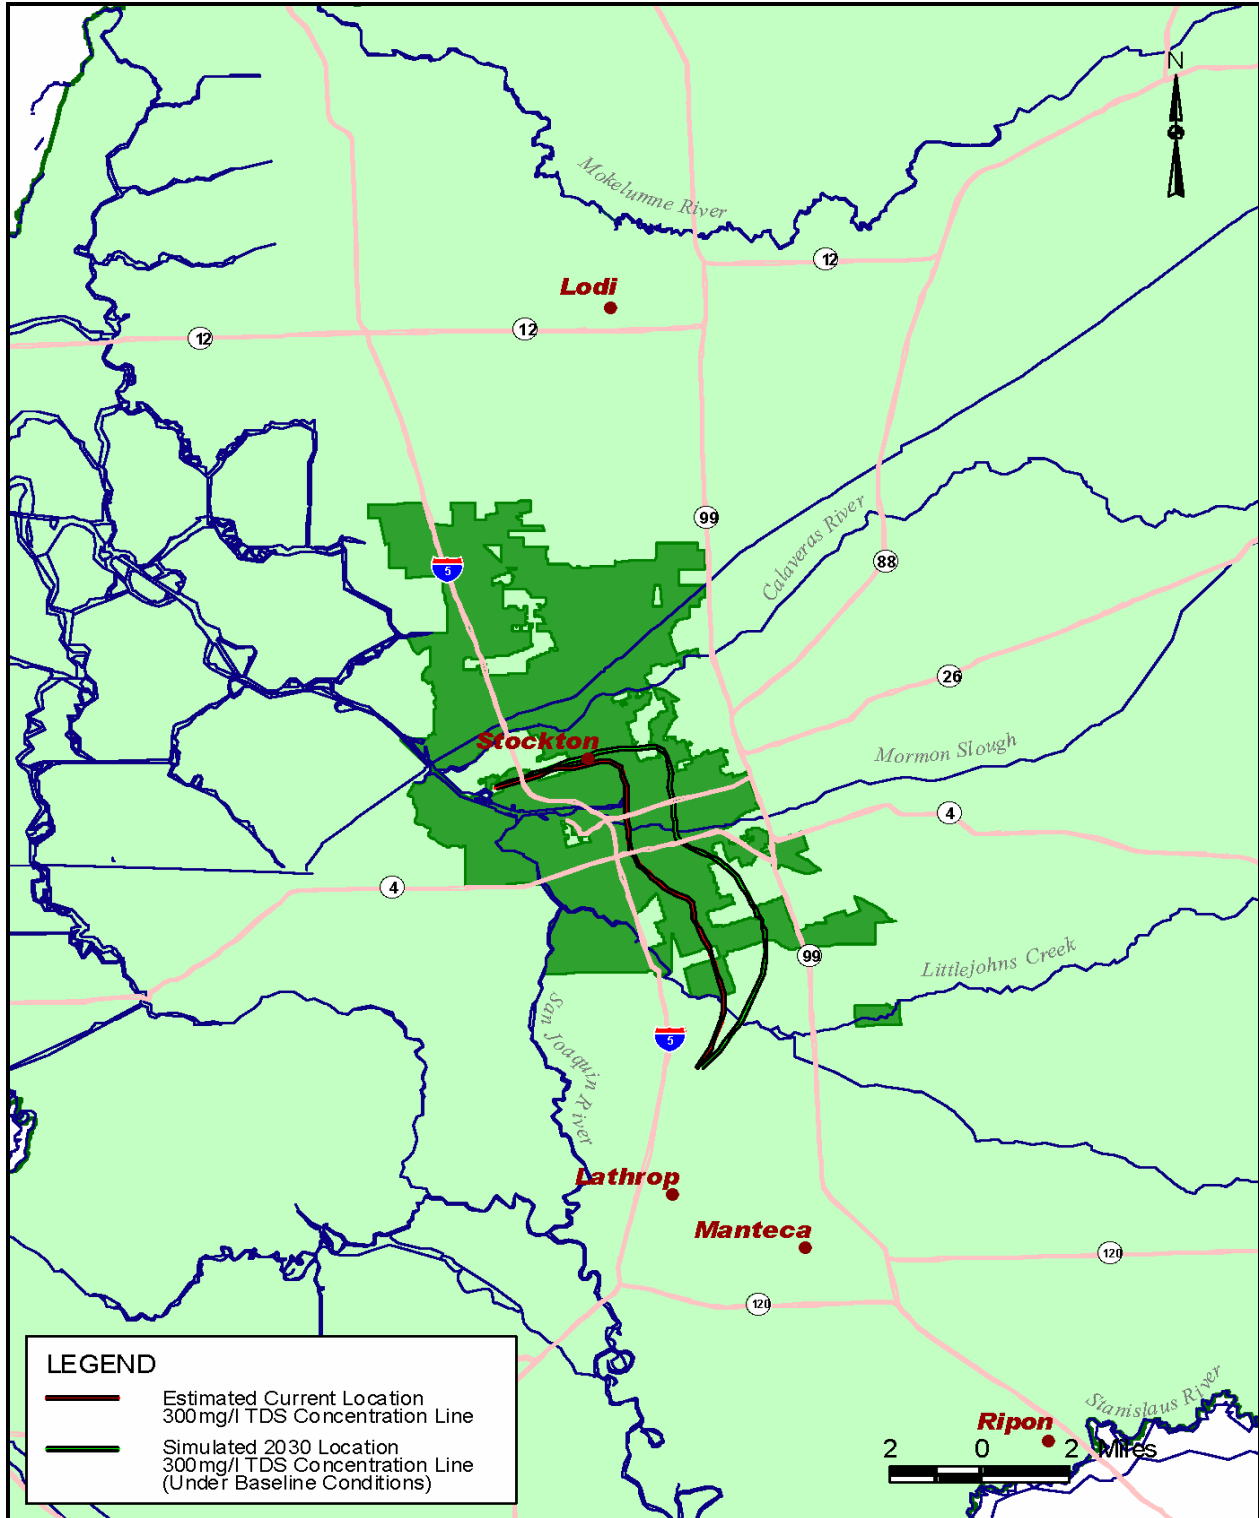 N
Mokelumne River
12
Lodi
12
12
99
5
Calaveras River
88
26
Stockton
Mormon Slough
4
4
99
Littlejohns Creek
San Joaquin River
5
Lathrop
Manteca
120
120
LEGEND
Estimated Current Location
300mg/l TDS Concentration Line
Simulated 2030 Location
300mg/l TDS Concentration Line
(Under Baseline Conditions)
Stanislaus River
Ripon
2 0 2 Miles